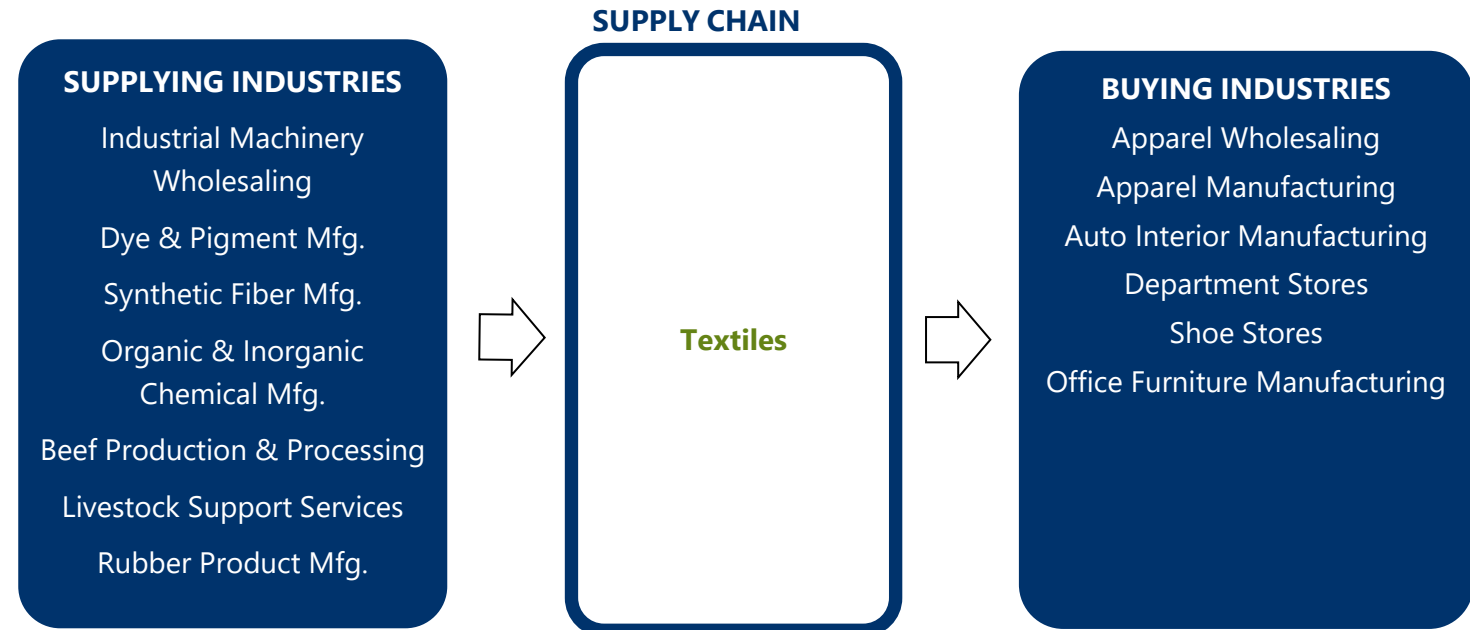 SUPPLY CHAIN
SUPPLYING INDUSTRIES
Industrial Machinery
Wholesaling
Dye & Pigment Mfg.
Synthetic Fiber Mfg.
Organic & Inorganic
Chemical Mfg.
Beef Production & Processing
Livestock Support Services
Rubber Product Mfg.
Textiles
BUYING INDUSTRIES
Apparel Wholesaling
Apparel Manufacturing
Auto Interior Manufacturing
Department Stores
Shoe Stores
Office Furniture Manufacturing